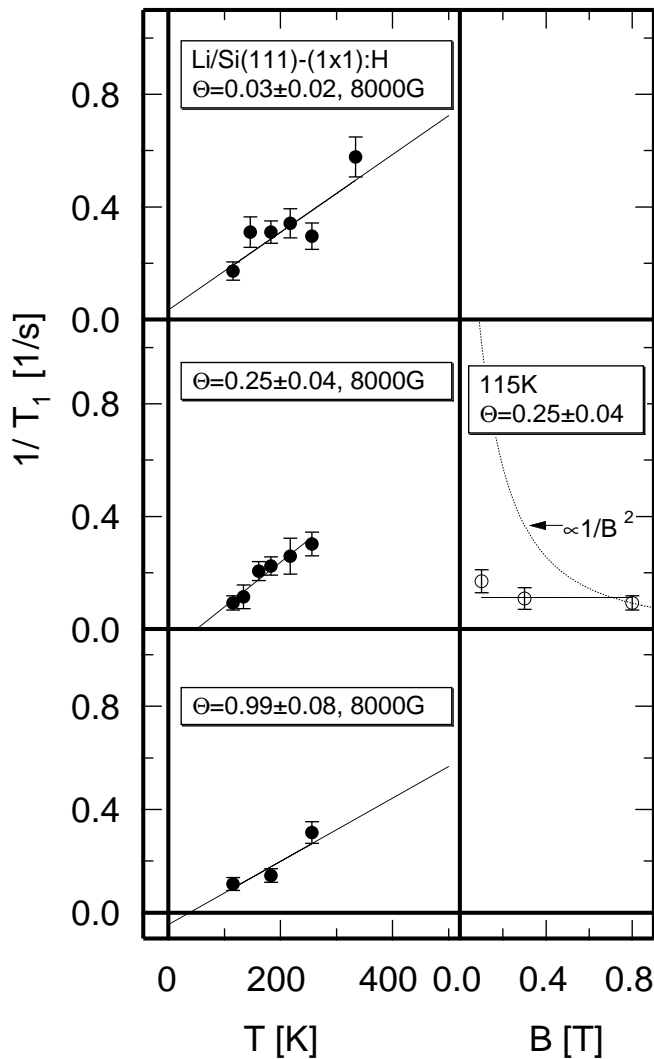 Li/Si(111)-(1x1):H
Θ=0.03±0.02, 8000G
0.8
0.4
0.0
Θ=0.25±0.04, 8000G
115K
Θ=0.25±0.04
0.8
0.4
0.0
∝1/B 2
1/ T1 [1/s]
Θ=0.99±0.08, 8000G
0.8
0.4
0.0
0 200 400 0.0 0.4 0.8
T [K] B [T]